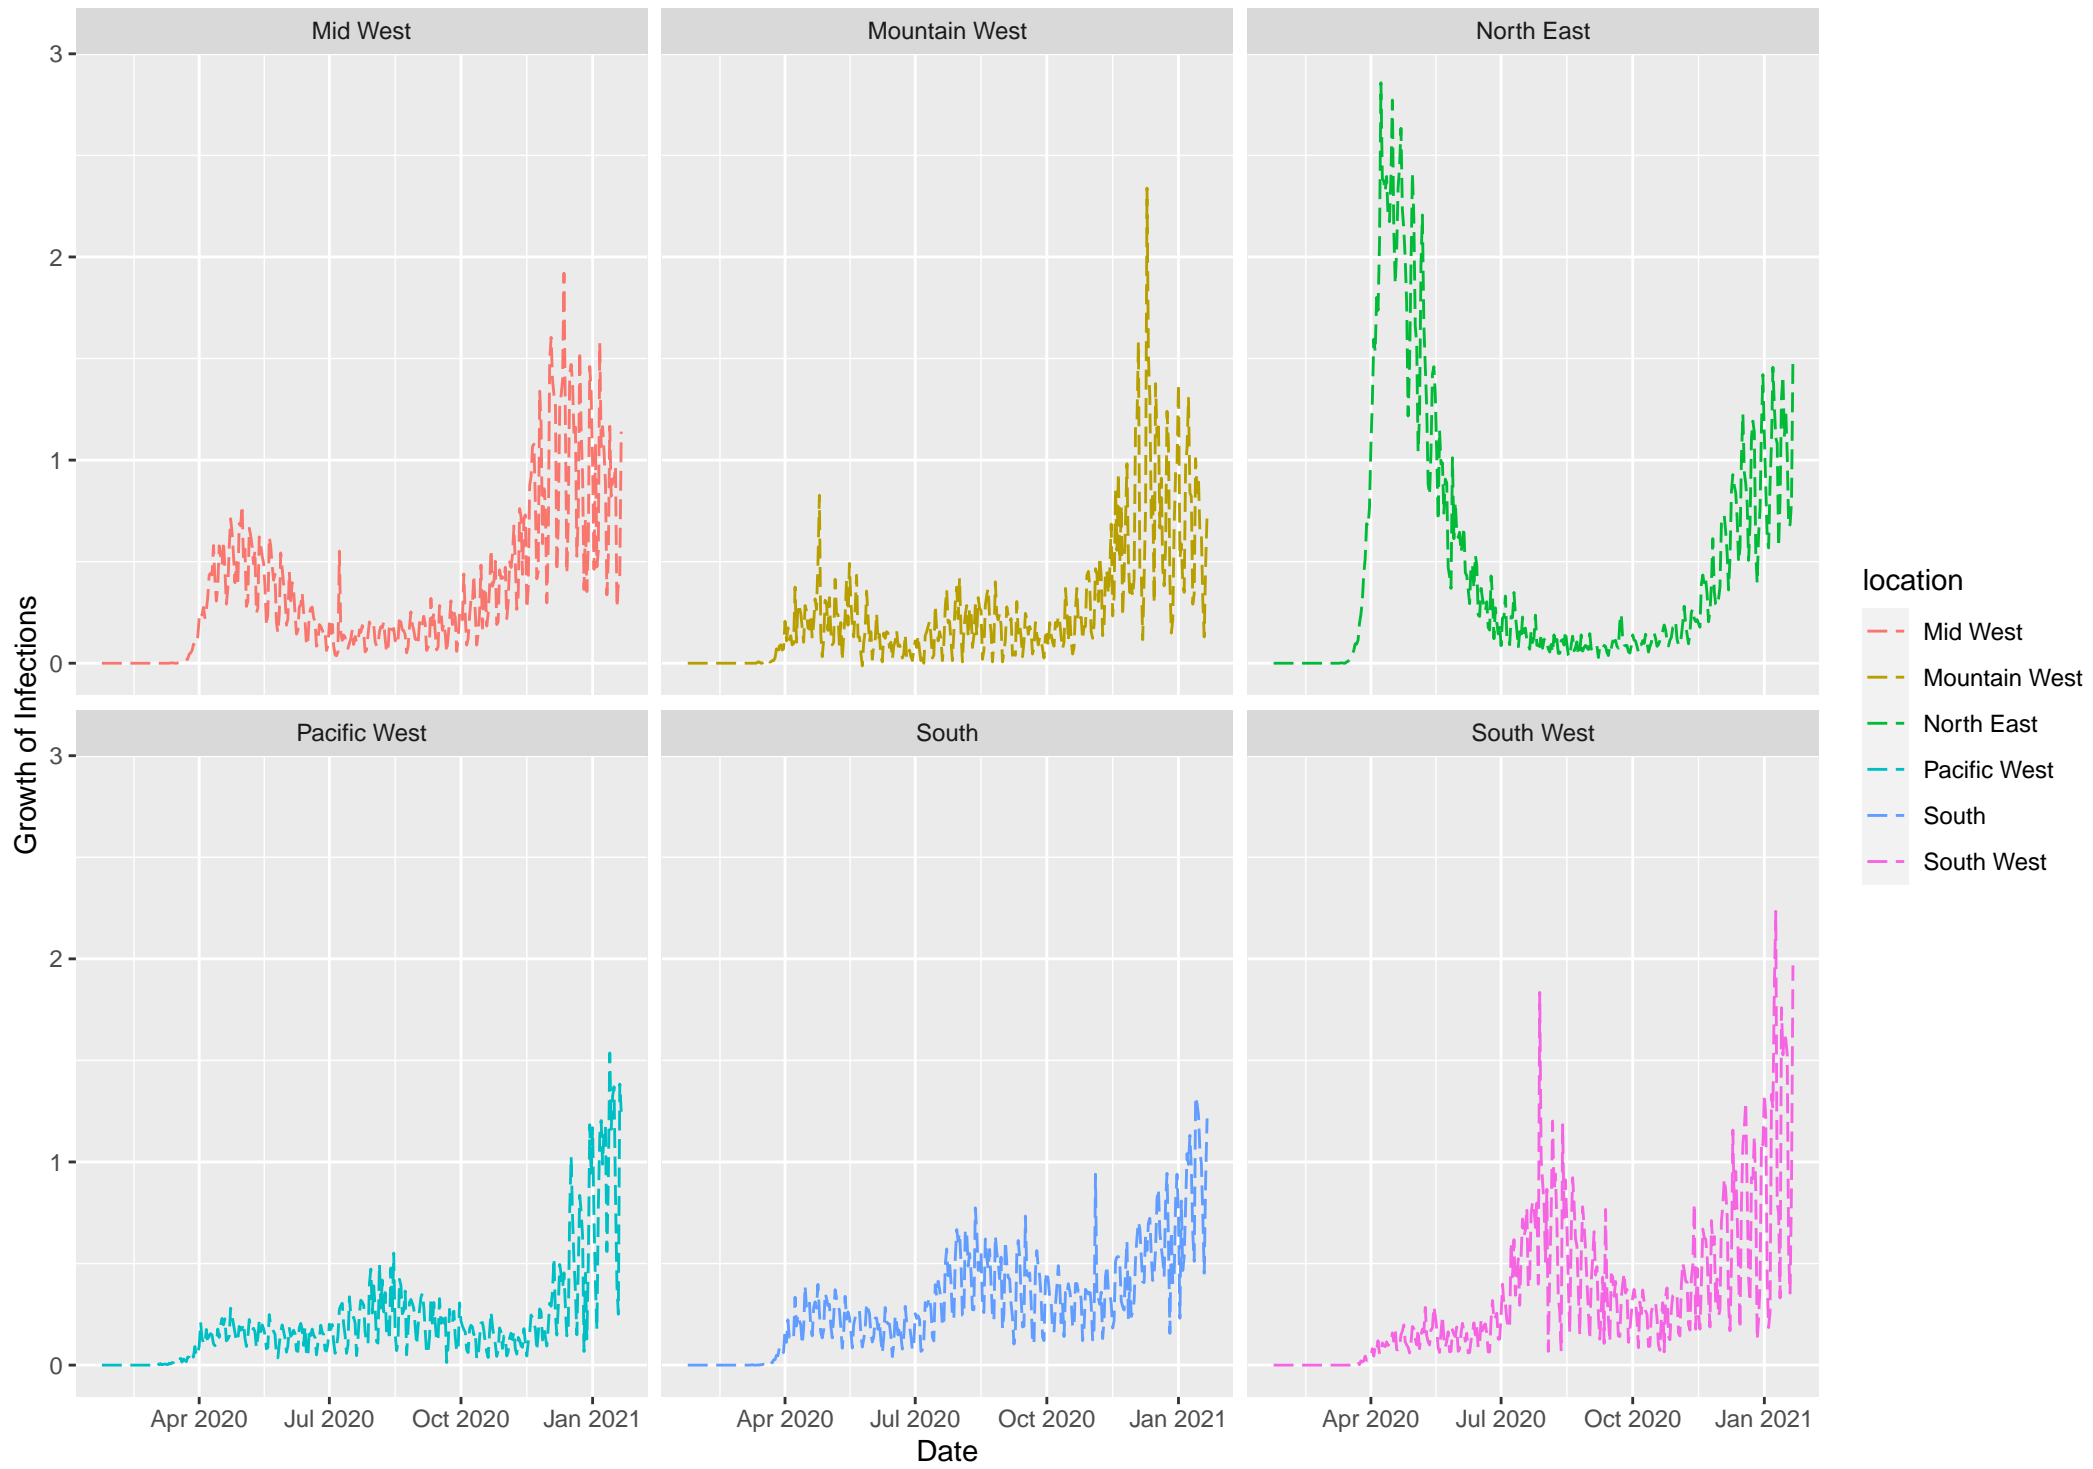 Mid West
Mountain West
North East
3
2
1
0
Pacific West
South
South West
3
2
1
0
Growth of Infections
Apr 2020
Jul 2020
Oct 2020
Jan 2021
Apr 2020
Jul 2020
Oct 2020
Jan 2021
Apr 2020
Jul 2020
Oct 2020
Jan 2021
Date
location
Mid West
Mountain West
North East
Pacific West
South
South West